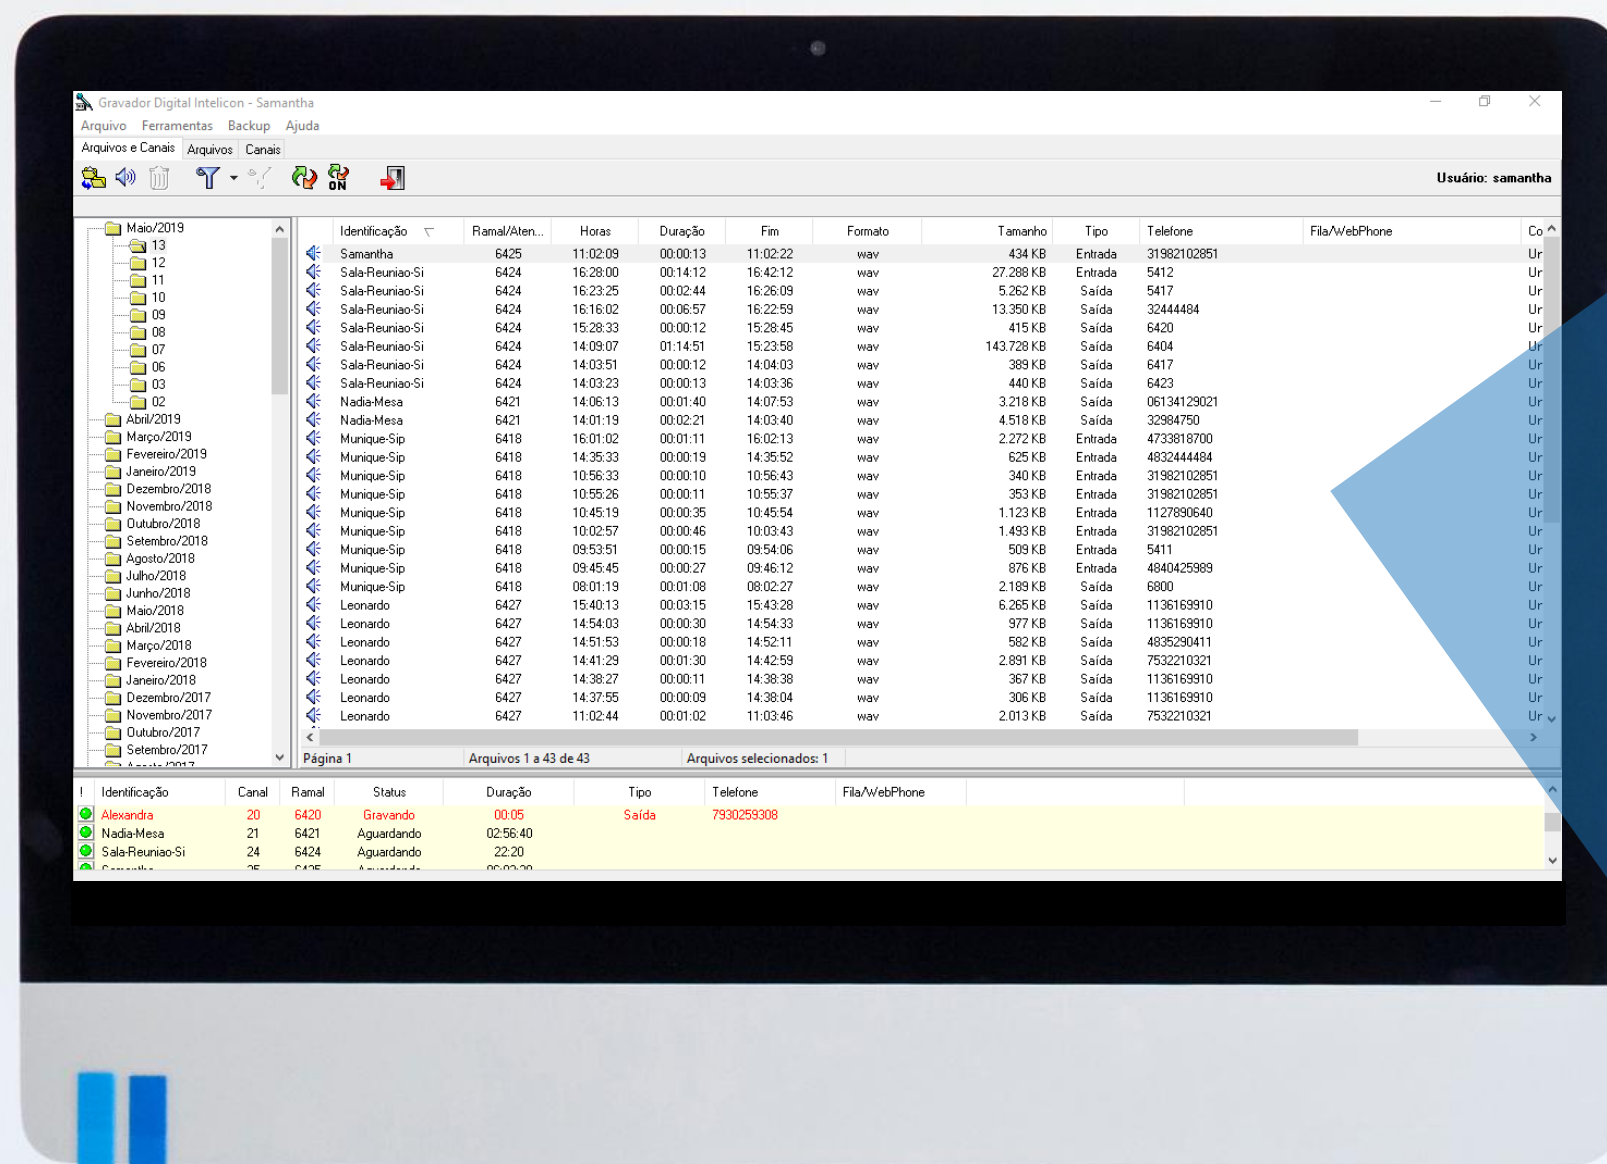 Gravador Digital Intelicon - Samantha
Arquivo Ferramentas Backup Ajuda
Arquivos e Canais Arquivos Canais
ON
Usuário: samantha
Maio/2019
13
12
11
10
09
08
07
06
03
02
Abril/2019
Março/2019
Fevereiro/2019
Janeiro/2019
Dezembro/2018
Novembro/2018
Outubro/2018
Setembro/2018
Agosto/2018
Julho/2018
Junho/2018
Maio/2018
Abril/2018
Março/2018
Fevereiro/2018
Janeiro/2018
Dezembro/2017
Novembro/2017
Outubro/2017
Setembro/2017
Identificação Ramal/Aten... Horas Duração Fim Formato Tamanho Tipo Telefone Fila/WebPhone Co
Samantha 6425 11:02:09 00:00:13 11:02:22 wav 434 KB Entrada 31982102851 Ur
Sala-Reuniao-Si 6424 16:28:00 00:14:12 16:42:12 wav 27.288 KB Entrada 5412 Ur
Sala-Reuniao-Si 6424 16:23:25 00:02:44 16:26:09 wav 5.262 KB Saída 5417 Ur
Sala-Reuniao-Si 6424 16:16:02 00:06:57 16:22:59 wav 13.350 KB Saída 32444484 Ur
Sala-Reuniao-Si 6424 15:28:33 00:00:12 15:28:45 wav 415 KB Saída 6420 Ur
Sala-Reuniao-Si 6424 14:09:07 01:14:51 15:23:58 wav 143.728 KB Saída 6404 Ur
Sala-Reuniao-Si 6424 14:03:51 00:00:12 14:04:03 wav 389 KB Saída 6417 Ur
Sala-Reuniao-Si 6424 14:03:23 00:00:13 14:03:36 wav 440 KB Saída 6423 Ur
Nadia-Mesa 6421 14:06:13 00:01:40 14:07:53 wav 3.218 KB Saída 06134129021 Ur
Nadia-Mesa 6421 14:01:19 00:02:21 14:03:40 wav 4.518 KB Saída 32984750 Ur
Munique-Sip 6418 16:01:02 00:01:11 16:02:13 wav 2.272 KB Entrada 4733818700 Ur
Munique-Sip 6418 14:35:33 00:00:19 14:35:52 wav 625 KB Entrada 4832444484 Ur
Munique-Sip 6418 10:56:33 00:00:10 10:56:43 wav 340 KB Entrada 31982102851 Ur
Munique-Sip 6418 10:55:26 00:00:11 10:55:37 wav 353 KB Entrada 31982102851 Ur
Munique-Sip 6418 10:45:19 00:00:35 10:45:54 wav 1.123 KB Entrada 1127890640 Ur
Munique-Sip 6418 10:02:57 00:00:46 10:03:43 wav 1.493 KB Entrada 31982102851 Ur
Munique-Sip 6418 09:53:51 00:00:15 09:54:06 wav 509 KB Entrada 5411 Ur
Munique-Sip 6418 09:45:45 00:00:27 09:46:12 wav 876 KB Entrada 4840425989 Ur
Munique-Sip 6418 08:01:19 00:01:08 08:02:27 wav 2.189 KB Saída 6800 Ur
Leonardo 6427 15:40:13 00:03:15 15:43:28 wav 6.265 KB Saída 1136169910 Ur
Leonardo 6427 14:54:03 00:00:30 14:54:33 wav 977 KB Saída 1136169910 Ur
Leonardo 6427 14:51:53 00:00:18 14:52:11 wav 582 KB Saída 4835290411 Ur
Leonardo 6427 14:41:29 00:01:30 14:42:59 wav 2.891 KB Saída 7532210321 Ur
Leonardo 6427 14:38:27 00:00:11 14:38:38 wav 367 KB Saída 1136169910 Ur
Leonardo 6427 14:37:55 00:00:09 14:38:04 wav 306 KB Saída 1136169910 Ur
Leonardo 6427 11:02:44 00:01:02 11:03:46 wav 2.013 KB Saída 7532210321 Ur
Página 1 Arquivos 1 a 43 de 43 Arquivos selecionados: 1
! Identificação Canal Ramal Status Duração Tipo Telefone Fila/WebPhone
Alexandra 20 6420 Gravando 00:05 Saída 7930259308
Nadia-Mesa 21 6421 Aguardando 02:56:40
Sala-Reuniao-Si 24 6424 Aguardando 22:20